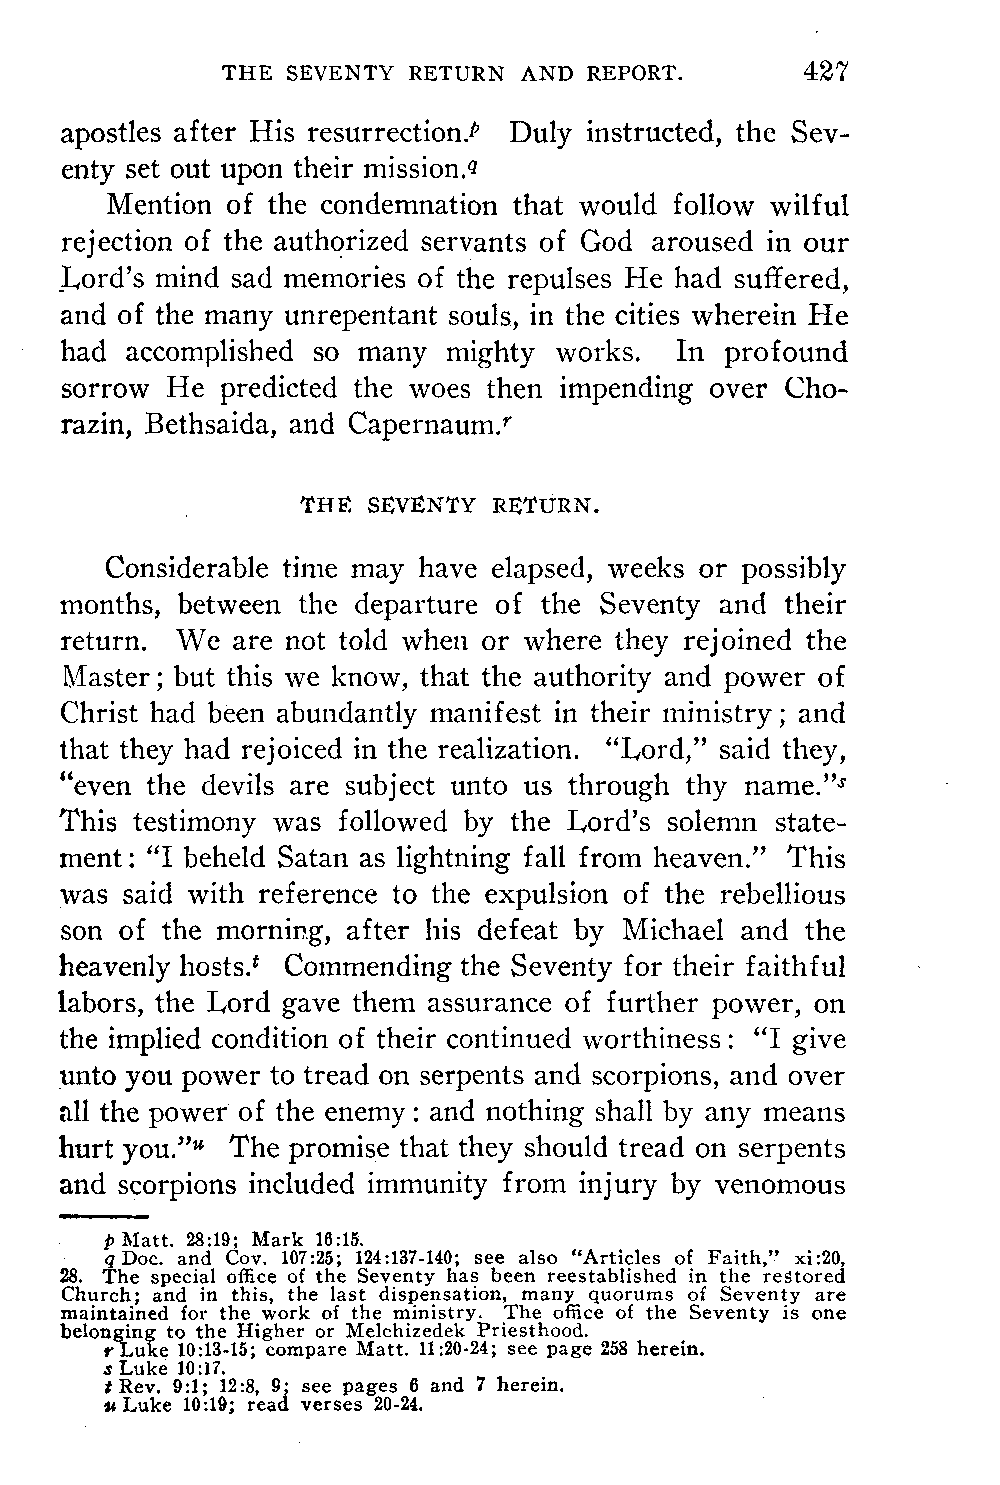 THE SEVENTY RETURN AND REPORT. 427
apostles after His resurrection.p Duly instructed, the Sev-
enty set out upon their mission.q
Mention of the condemnation that would follow wilful
rejection of the authorized servants of God aroused in our
Lord's mind sad memories of the repulses He had suffered,
and of the many unrepentant souls, in the cities wherein He
had accomplished so many mighty works. In profound
sorrow He predicted the woes then impending over Cho-
razin, Bethsaida, and Capernaum.r
THE SEVENTY RETURN.
Considerable time may have elapsed, weeks or possibly
months, between the departure of the Seventy and their
return. We are not told when or where they rejoined the
Master; but this we know, that the authority and power of
Christ had been abundantly manifest in their ministry; and
that they had rejoiced in the realization. “Lord,” said they,
“even the devils are subject unto us through thy name.”s
This testimony was followed by the Lord's solemn state-
ment: “I beheld Satan as lightning fall from heaven.” This
was said with reference to the expulsion of the rebellious
son of the morning, after his defeat by Michael and the
heavenly hosts.t Commending the Seventy for their faithful
labors, the Lord gave them assurance of further power, on
the implied condition of their continued worthiness: “I give
unto you power to tread on serpents and scorpions, and over
all the power of the enemy: and nothing shall by any means
hurt you.”u The promise that they should tread on serpents
and scorpions included immunity from injury by venomous
p Matt. 28:19; Mark 16:15.
q Doc. and Cov. 107:25; 124:137-140; see also “Articles of Faith,” xi:20,
28. The special office of the Seventy has been reestablished in the restored
Church; and in this, the last dispensation, many quorums of Seventy are
maintained for the work of the ministry. The office of the Seventy is one
belonging to the Higher or Melchizedek Priesthood.
r Luke 10:13-15; compare Matt. 11:20-24; see page 258 herein.
s Luke 10:17.
t Rev. 9:1; 12:8, 9; see pages 6 and 7 herein.
u Luke 10:19; read verses 20-24.